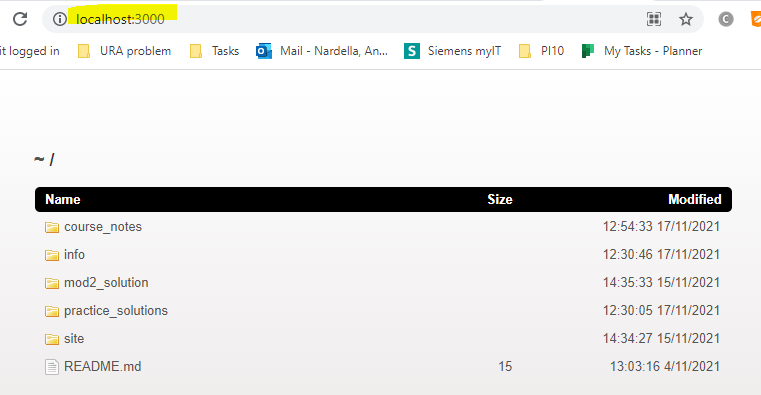 localhost:3000
it logged in URA problem Tasks Mail - Nardella, An... S Siemens myIT PI10 My Tasks - Planner
~ /
Name Size Modified
course_notes 12:54:33 17/11/2021
info 12:30:46 17/11/2021
mod2_solution 14:35:33 15/11/2021
practice_solutions 12:30:05 17/11/2021
site 14:34:27 15/11/2021
README.md 15 13:03:16 4/11/2021